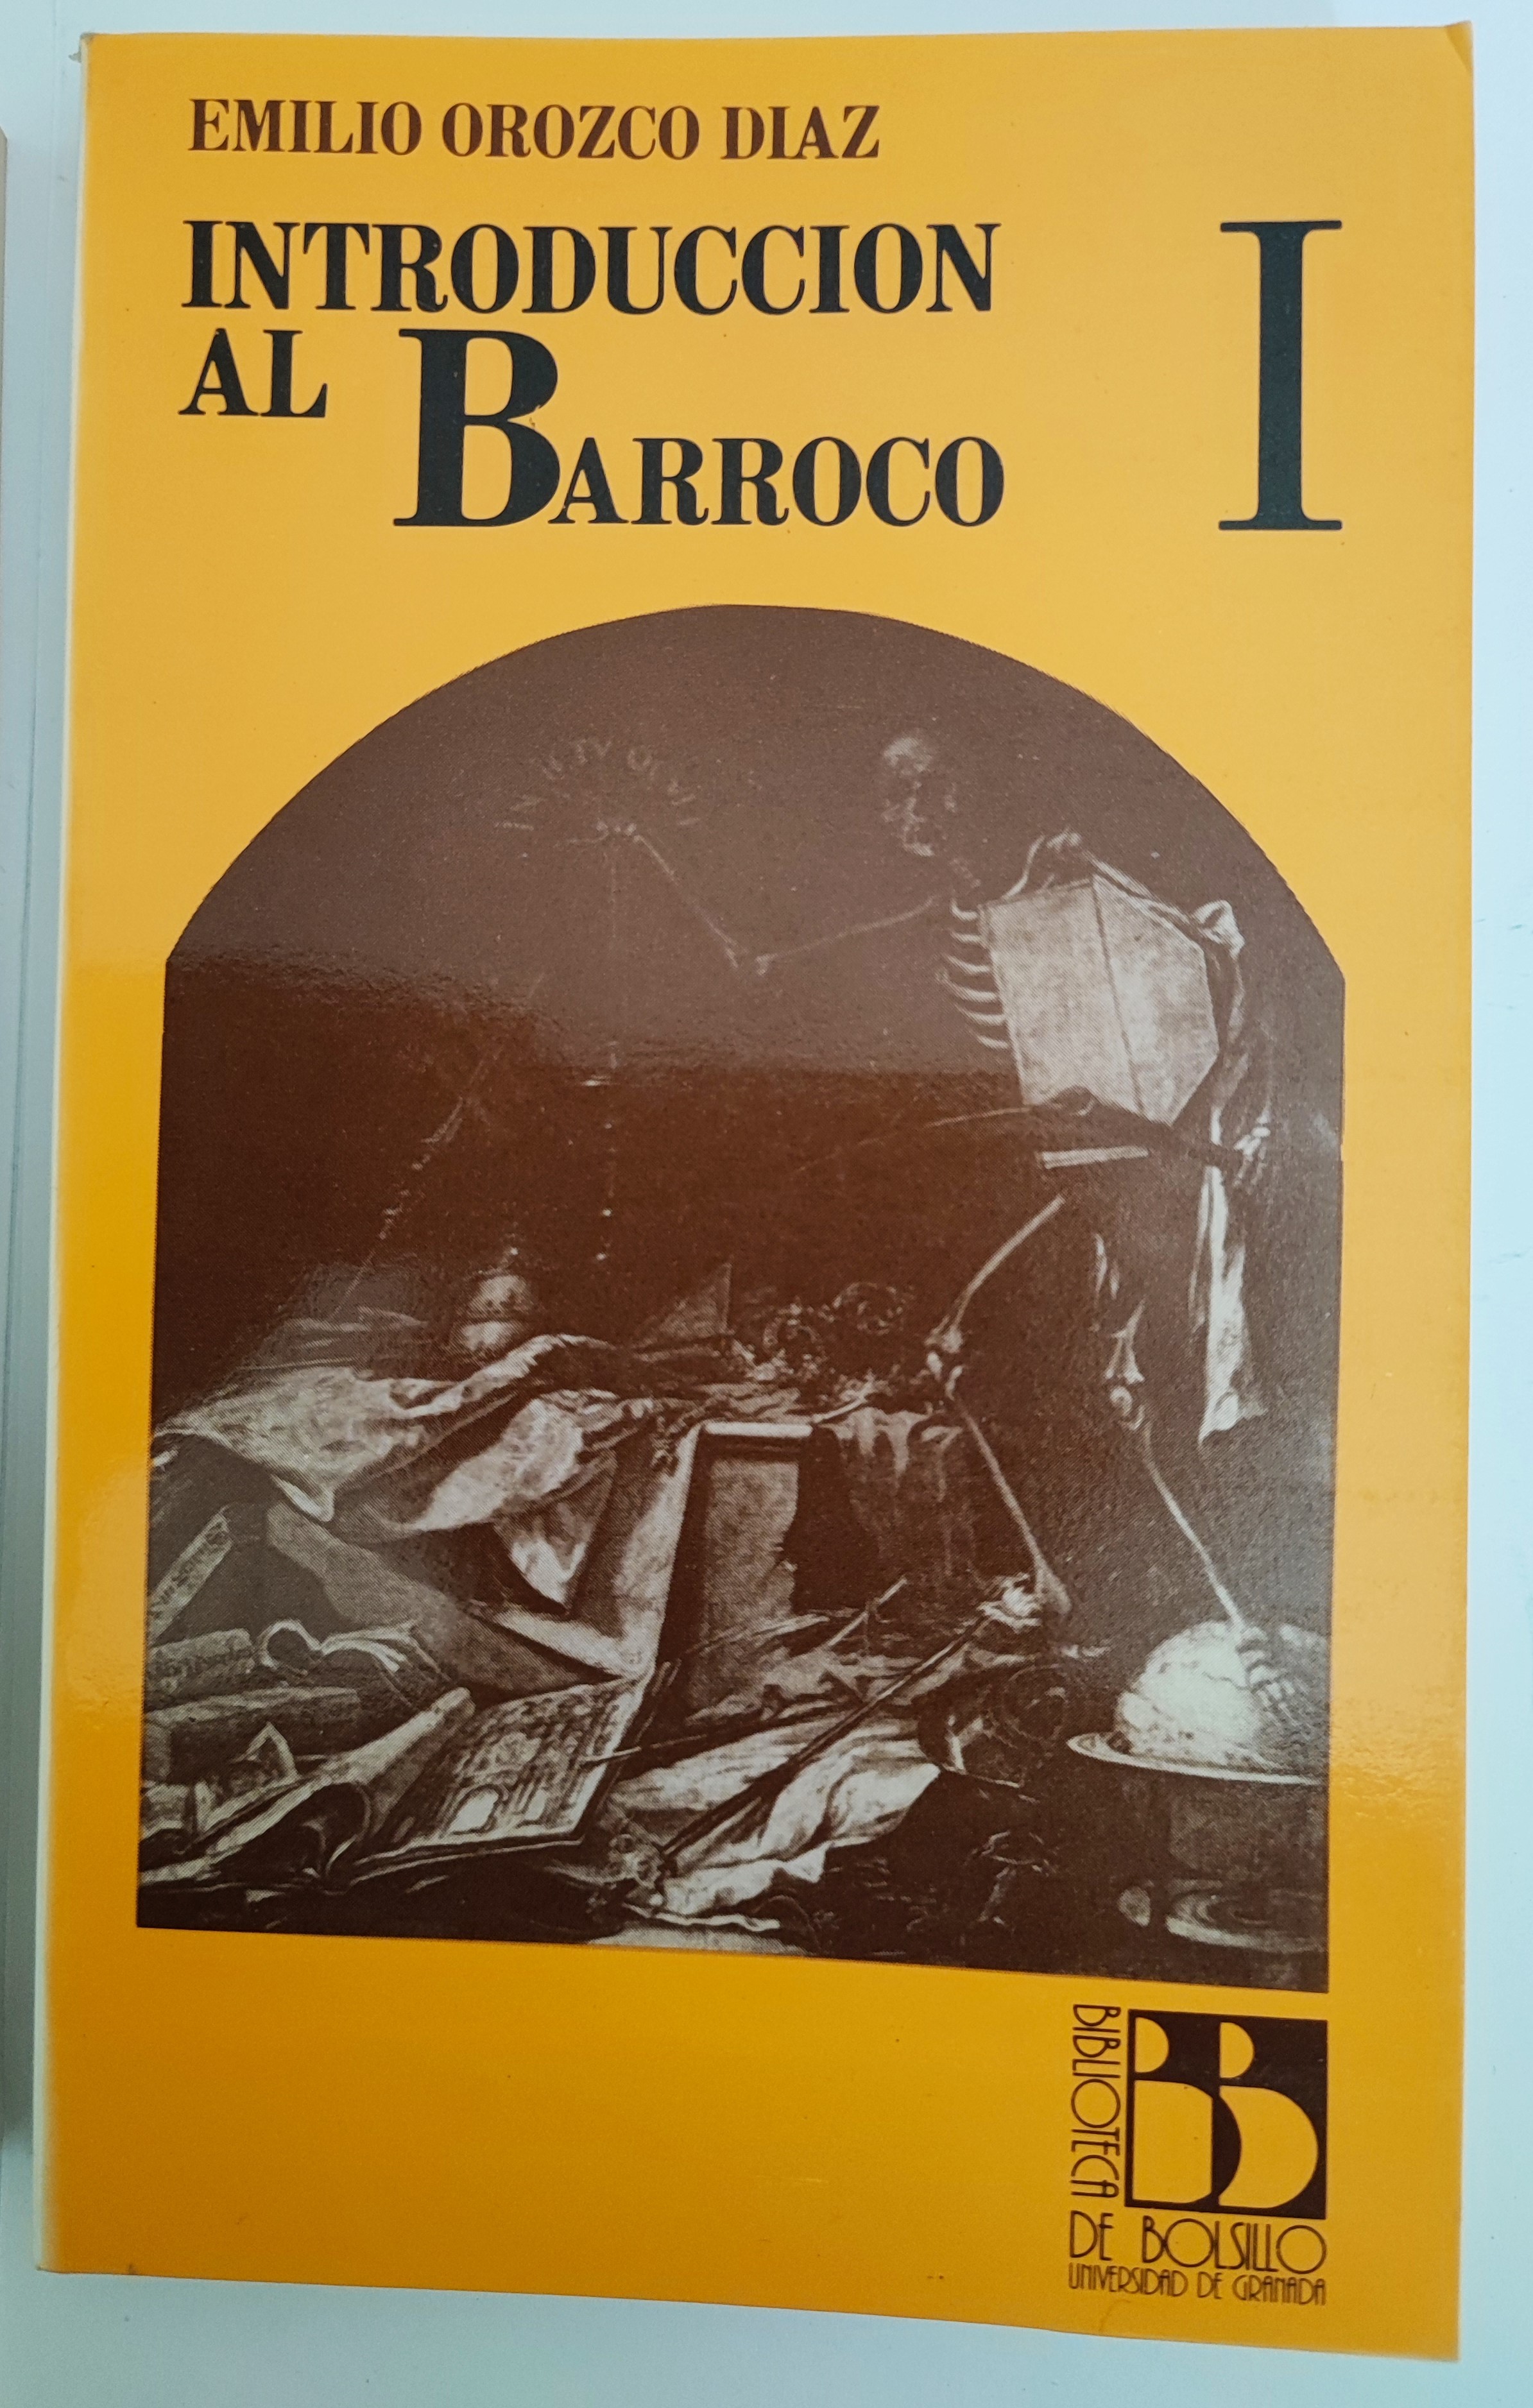 EMILIO OROZCO DIAZ
INTRODUCCION
AL BARROCO
I
BIBLIOTECA
DE BOLSILLO
UNIVERSIDAD DE GRANADA